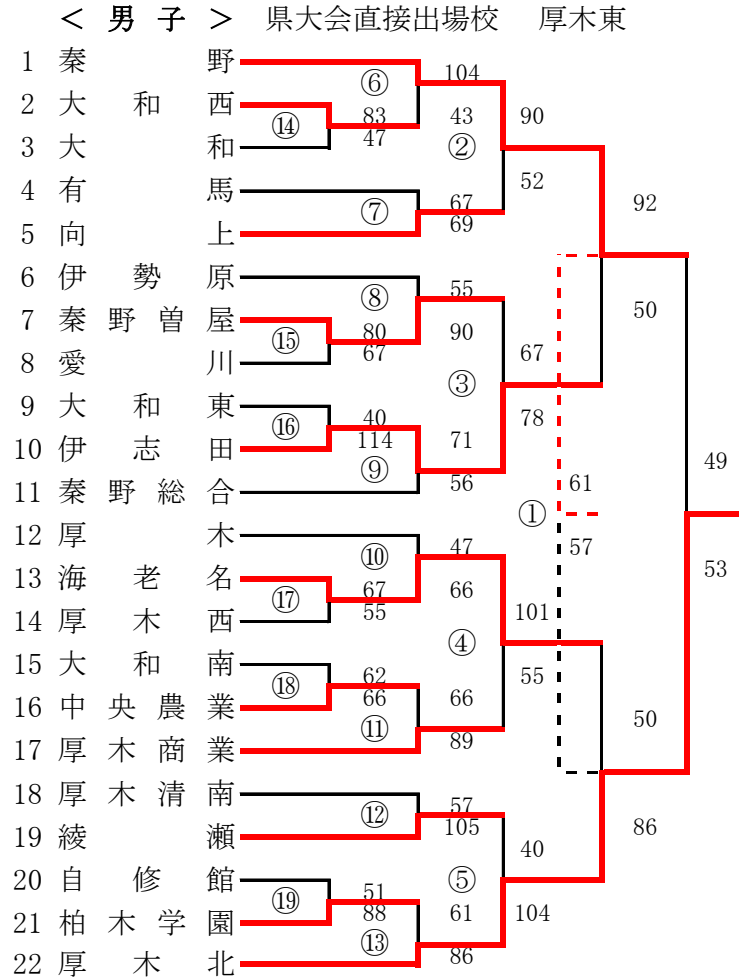 ＜ 男 子 ＞ 県大会直接出場校 厚木東
1 秦野
⑥ 104
2 大和西
83 43 90
⑭
47 ②
3 大和
52
4 有馬
⑦ 67 92
5 向上
69
6 伊勢原
⑧ 55
7 秦野曽屋
80 90 50
⑮
67 67
8 愛川
③
9 大和東
40 78
⑯
114 71
10 伊志田
⑨ 49
11 秦野総合
56 61
①
12 厚木
⑩ 47 57
13 海老名
67 66 53
⑰
55 101
14 厚木西
④
15 大和南
62 55
⑱
66 66
16 中央農業
⑪ 50
17 厚木商業
89
18 厚木清南
⑫ 57
19 綾瀬
105 86
40
20 自修館
51 ⑤
⑲
88 61 104
21 柏木学園
⑬
22 厚木北
86